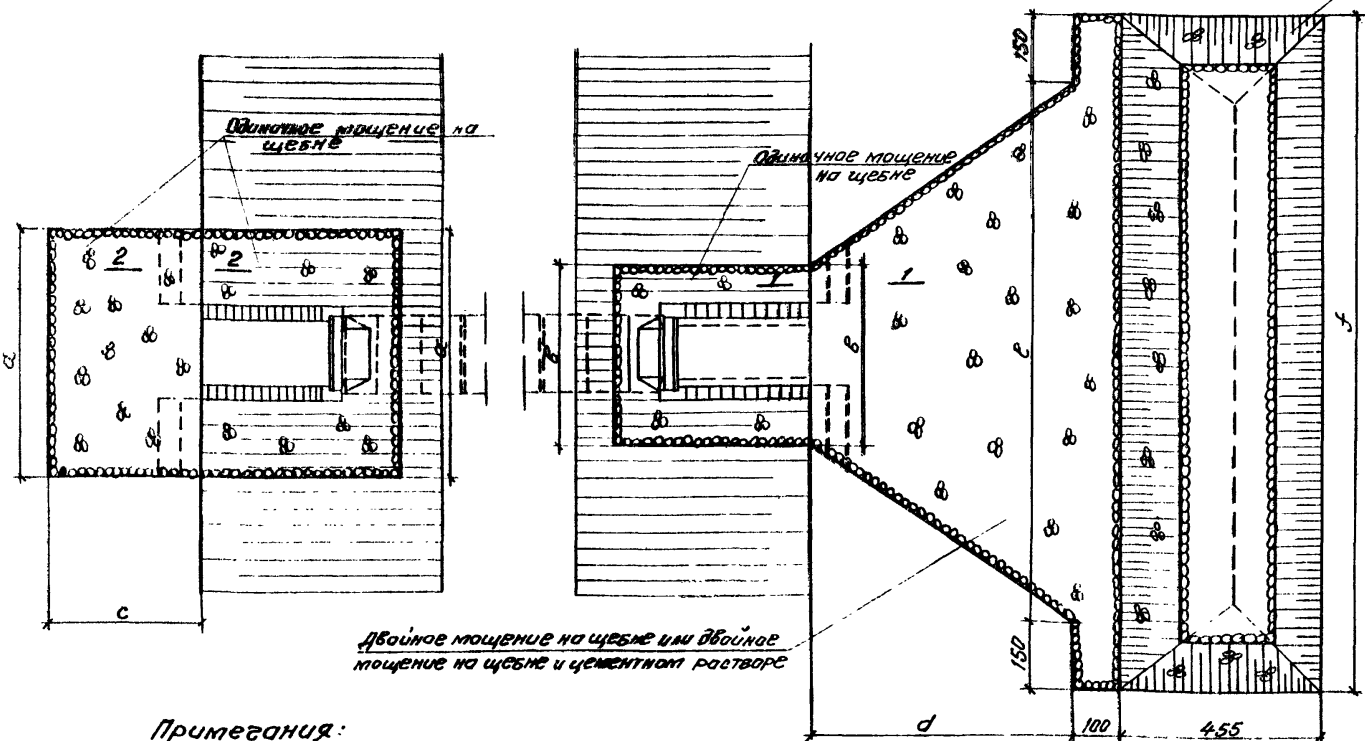 150
Одиночное мощение на
щебне
Одиночное мощение
на щебне
2
2
1
1
а
а
в
в
е
f
с
Двойное мощение на щебне или двойное
мощение на щебне и цементном растворе
150
d
100
455
Примечания: